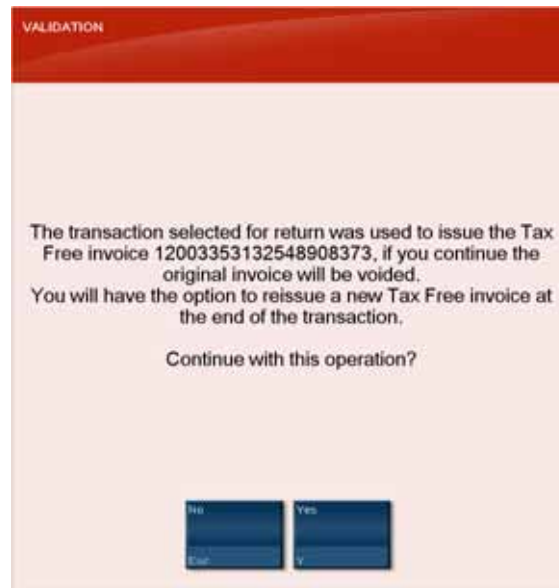 VALIDATION
The transaction selected for return was used to issue the Tax
Free invoice 12003353132548908373, if you continue the
original invoice will be voided.
You will have the option to reissue a new Tax Free invoice at
the end of the transaction.
Continue with this operation?
No Yes
Esc Y